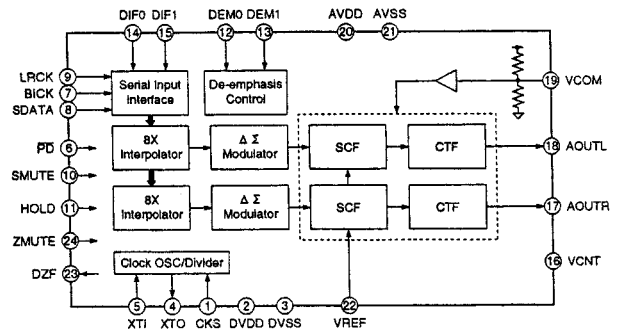 DIF0 DIF1 DEM0 DEM1 AVDD AVSS
14 15 12 13 20 21
LRCK 9
BICK 7
SDATA 8
Serial Input
Interface
De-emphasis
Control
19 VCOM
PD 6
8X
Interpolator
Δ Σ
Modulator
SCF
CTF
18 AOUTL
SMUTE 10
HOLD 11
8X
Interpolator
Δ Σ
Modulator
SCF
CTF
17 AOUTR
ZMUTE 24
DZF 23
Clock OSC/Divider
16 VCNT
5 4 1 2 3 22
XTI XTO CKS DVDD DVSS VREF